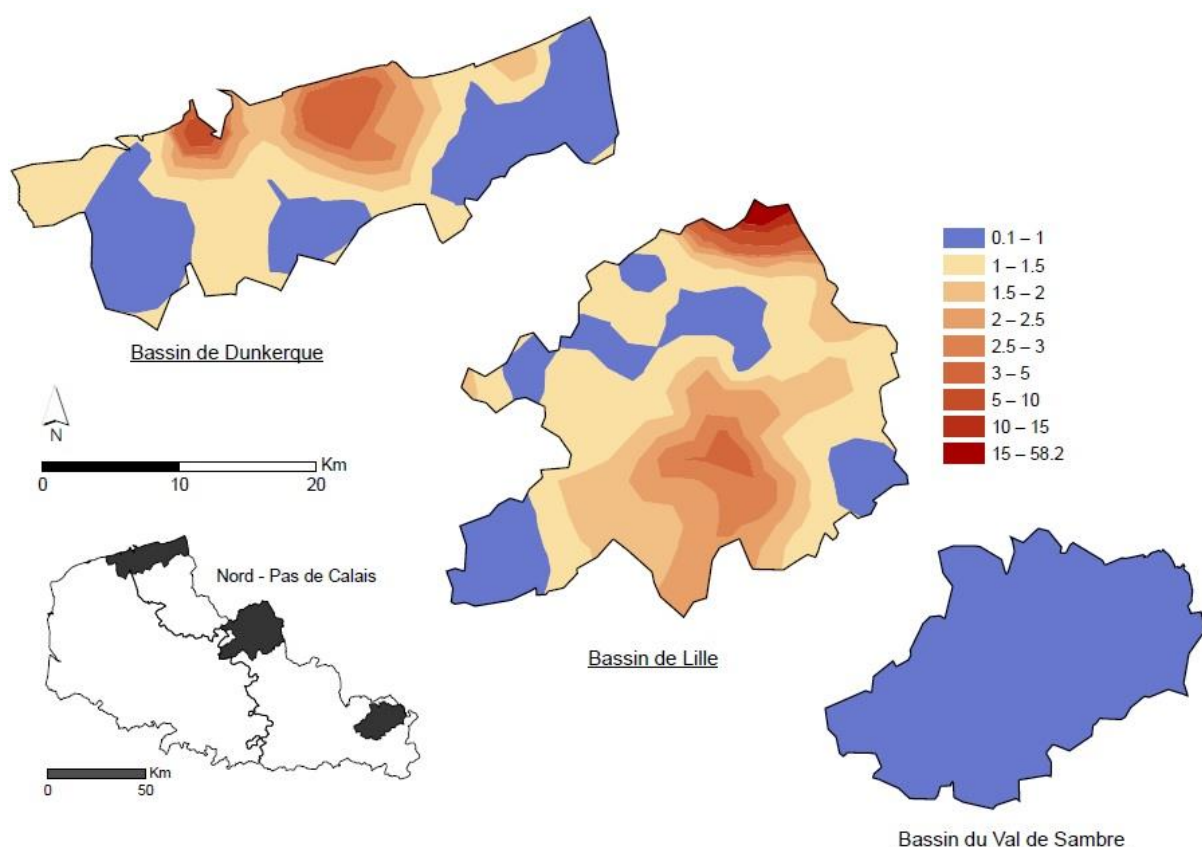 Bassin de Dunkerque
N
Km
0 10 20
0.1 – 1
1 – 1.5
1.5 – 2
2 – 2.5
2.5 – 3
3 – 5
5 – 10
10 – 15
15 – 58.2
Nord - Pas de Calais
Km
0 50
Bassin de Lille
Bassin du Val de Sambre